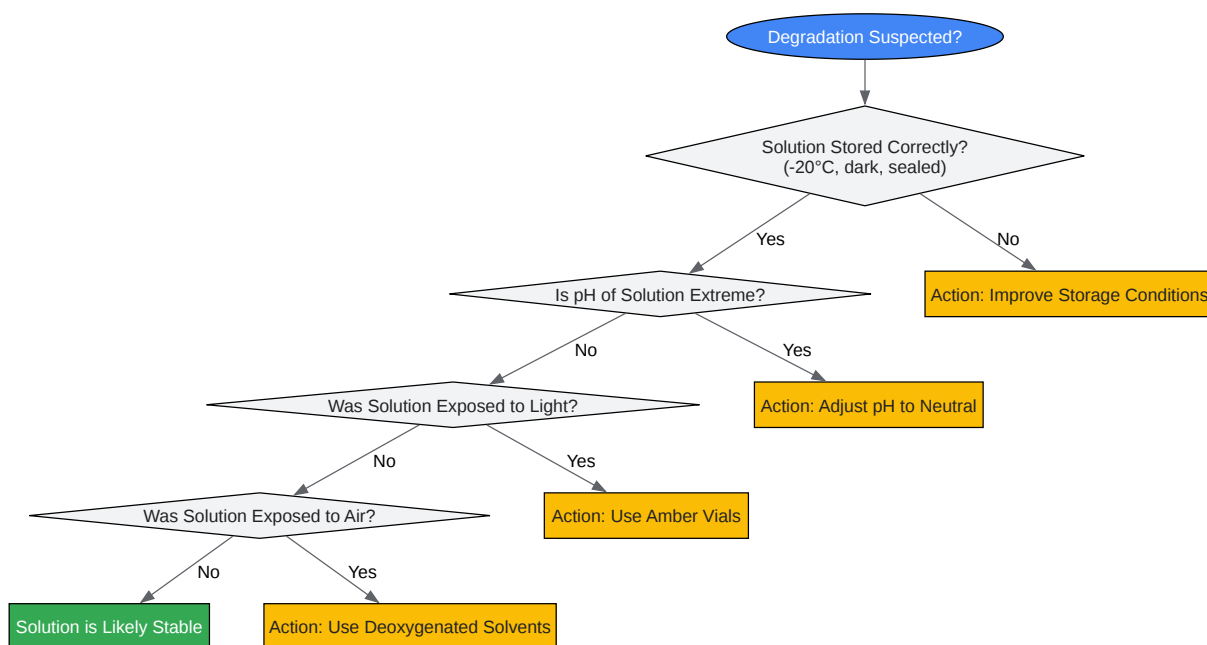 Degradation Suspected?
Solution Stored Correctly?
(-20°C, dark, sealed)
Yes
No
Is pH of Solution Extreme?
Action: Improve Storage Conditions
No
Yes
Was Solution Exposed to Light?
Action: Adjust pH to Neutral
No
Yes
Was Solution Exposed to Air?
Action: Use Amber Vials
No
Yes
Solution is Likely Stable
Action: Use Deoxygenated Solvents